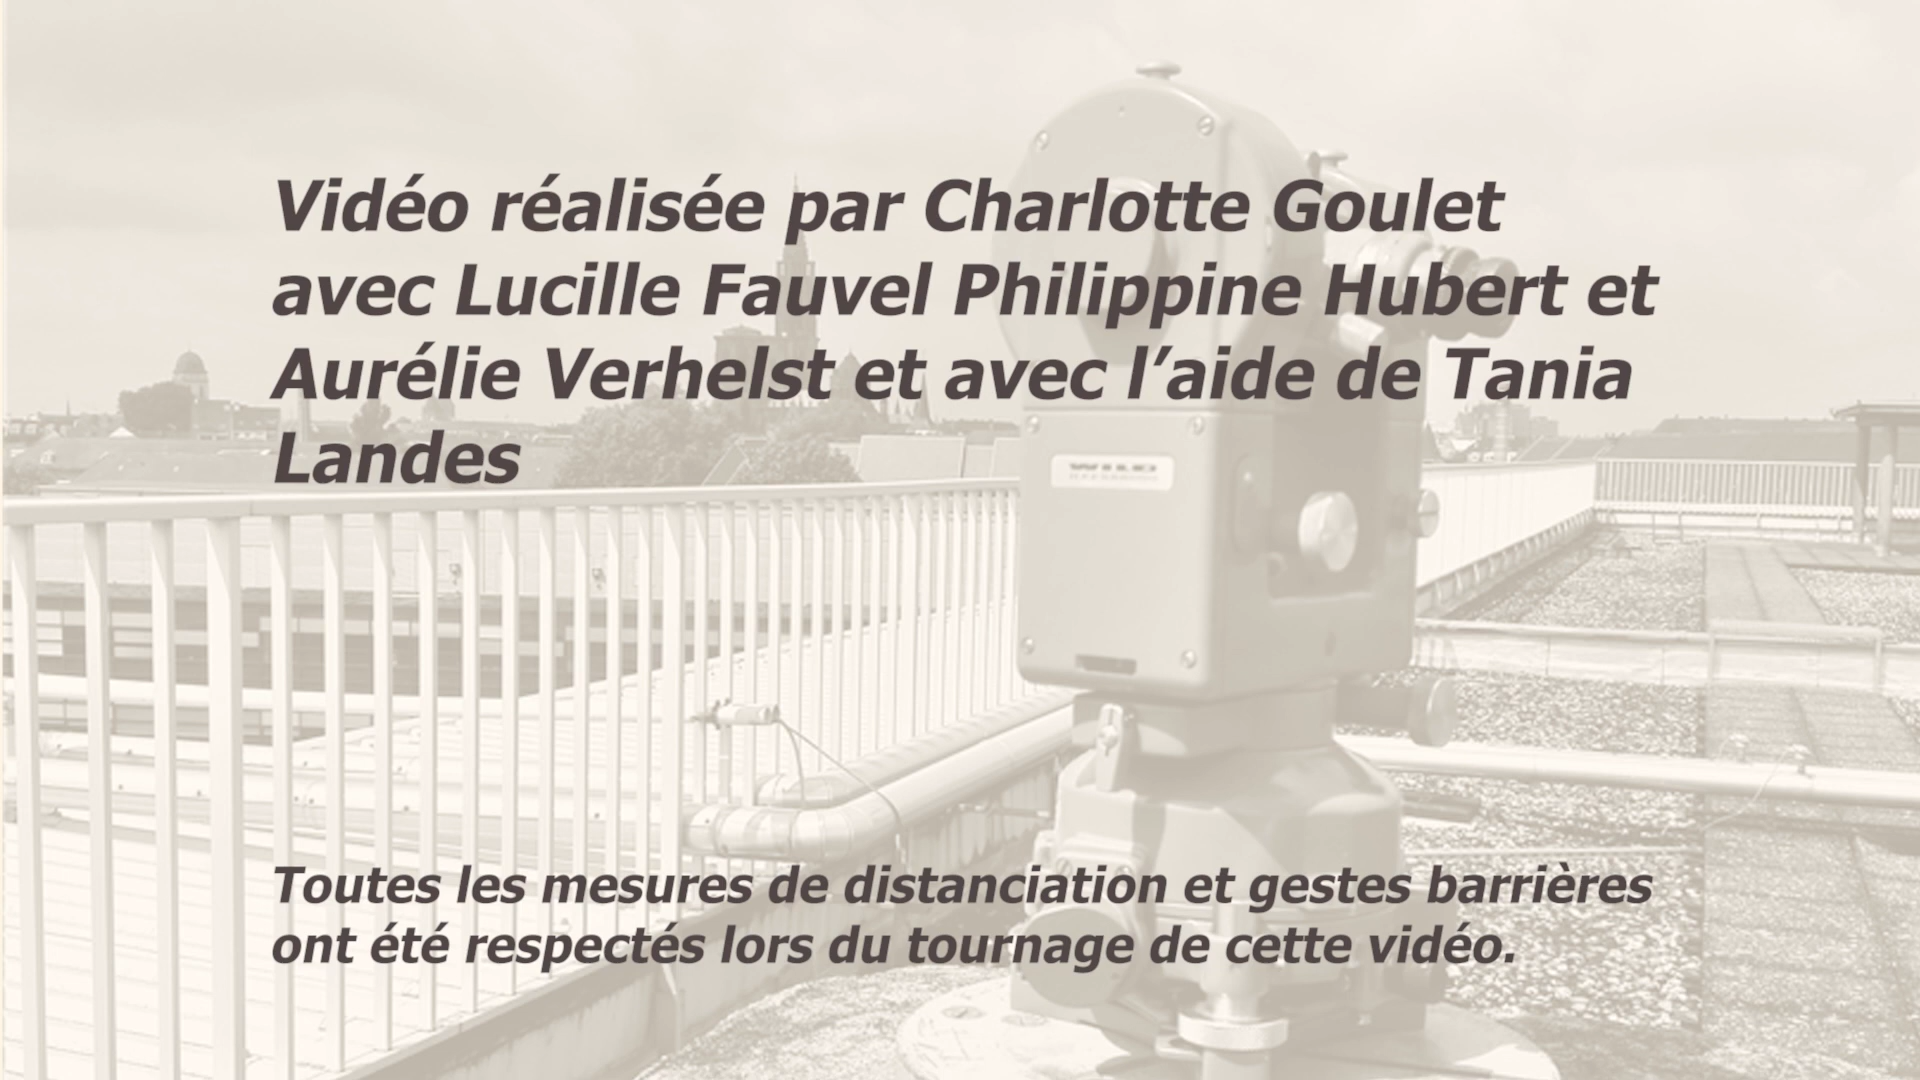 Vidéo réalisée par Charlotte Goulet
avec Lucille Fauvel Philippine Hubert et
Aurélie Verhelst et avec l’aide de Tania
Landes
WILD
Toutes les mesures de distanciation et gestes barrières
ont été respectés lors du tournage de cette vidéo.